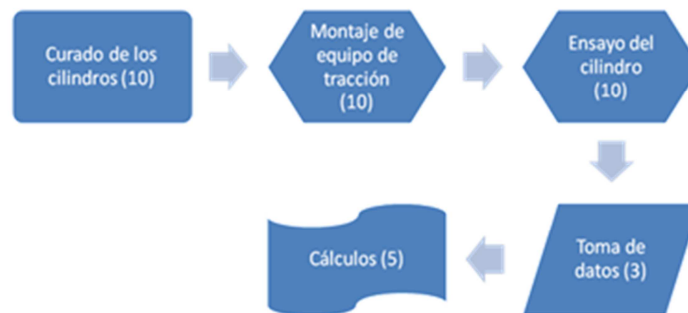 Curado de los
cilindros (10)
Montaje de
equipo de
tracción
(10)
Ensayo del
cilindro
(10)
Toma de
datos (3)
Cálculos (5)